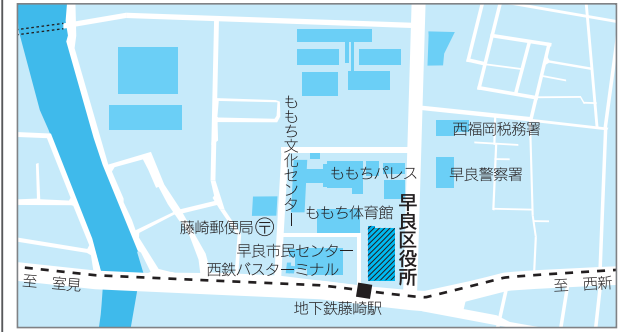 西福岡税務署
ももち文化センター
ももちパレス
早良警察署
早良区役所
ももち体育館
藤崎郵便局〒
早良市民センター
西鉄バスターミナル
至 室見
至 西新
地下鉄藤崎駅